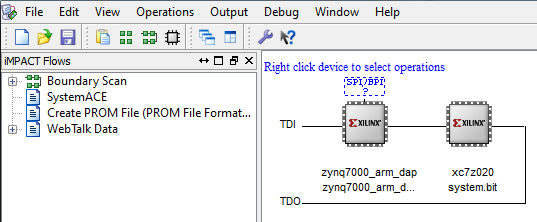 File Edit View Operations Output Debug Window Help
iMPACT Flows
Boundary Scan
SystemACE
Create PROM File (PROM File Format...
WebTalk Data
Right click device to select operations
SPI/BPI
?
TDI
XILINX
XILINX
zynq7000_arm_dap xc7z020
zynq7000_arm_d... system.bit
TDO